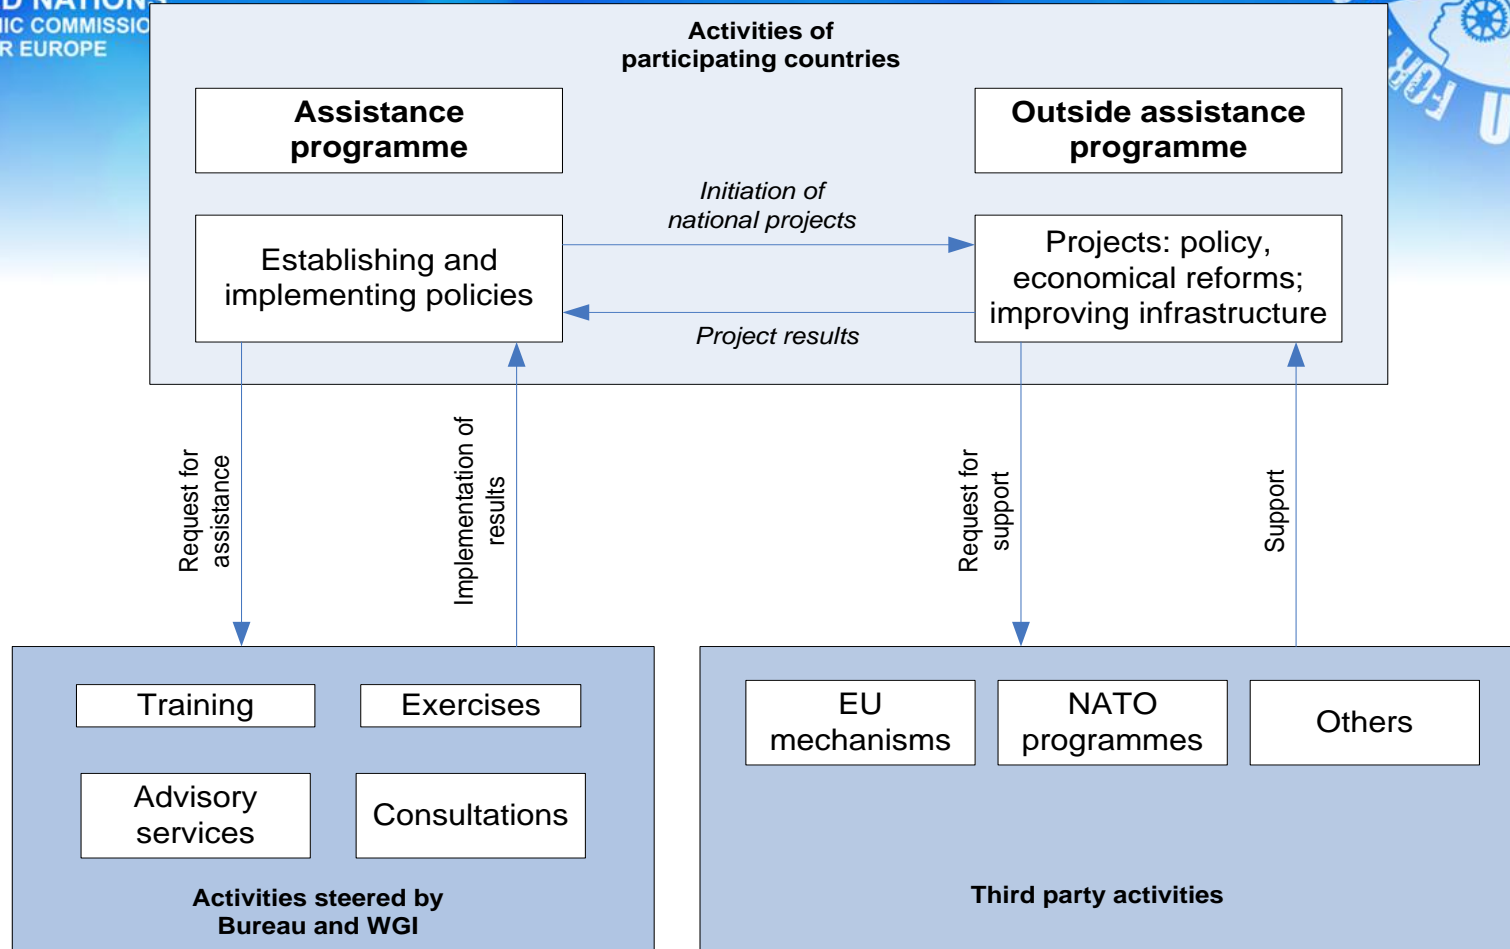 D NATIONS
IC COMMISSIO
R EUROPE
FOR
Activities of
participating countries
Assistance
programme
Outside assistance
programme
Initiation of
national projects
Establishing and
implementing policies
Projects: policy,
economical reforms;
improving infrastructure
Project results
Request for
assistance
Implementation of
results
Request for
support
Support
Training
Exercises
Advisory
services
Consultations
Activities steered by
Bureau and WGI
EU
mechanisms
NATO
programmes
Others
Third party activities